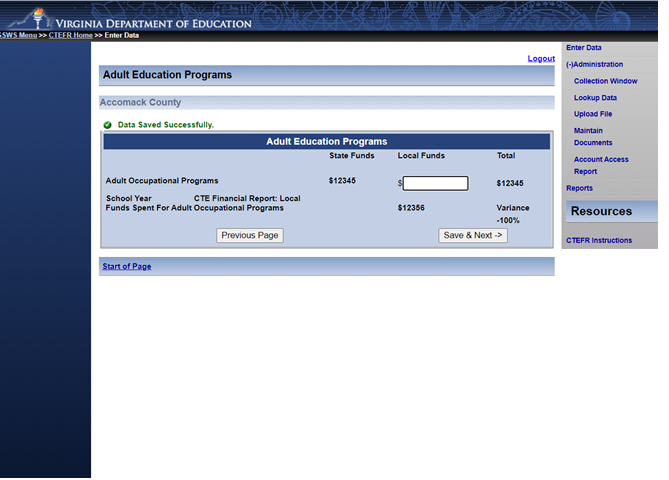 VIRGINIA DEPARTMENT OF EDUCATION
SSWS Menu >> CTEFR Home >> Enter Data
Logout
Adult Education Programs
Accomack County
Data Saved Successfully.
Adult Education Programs
State Funds Local Funds Total
Adult Occupational Programs $12345 $ $12345
School Year CTE Financial Report: Local
Funds Spent For Adult Occupational Programs $12356 Variance
-100%
Previous Page Save & Next ->
Start of Page
Enter Data
(-)Administration
Collection Window
Lookup Data
Upload File
Maintain
Documents
Account Access
Report
Reports
Resources
CTEFR Instructions